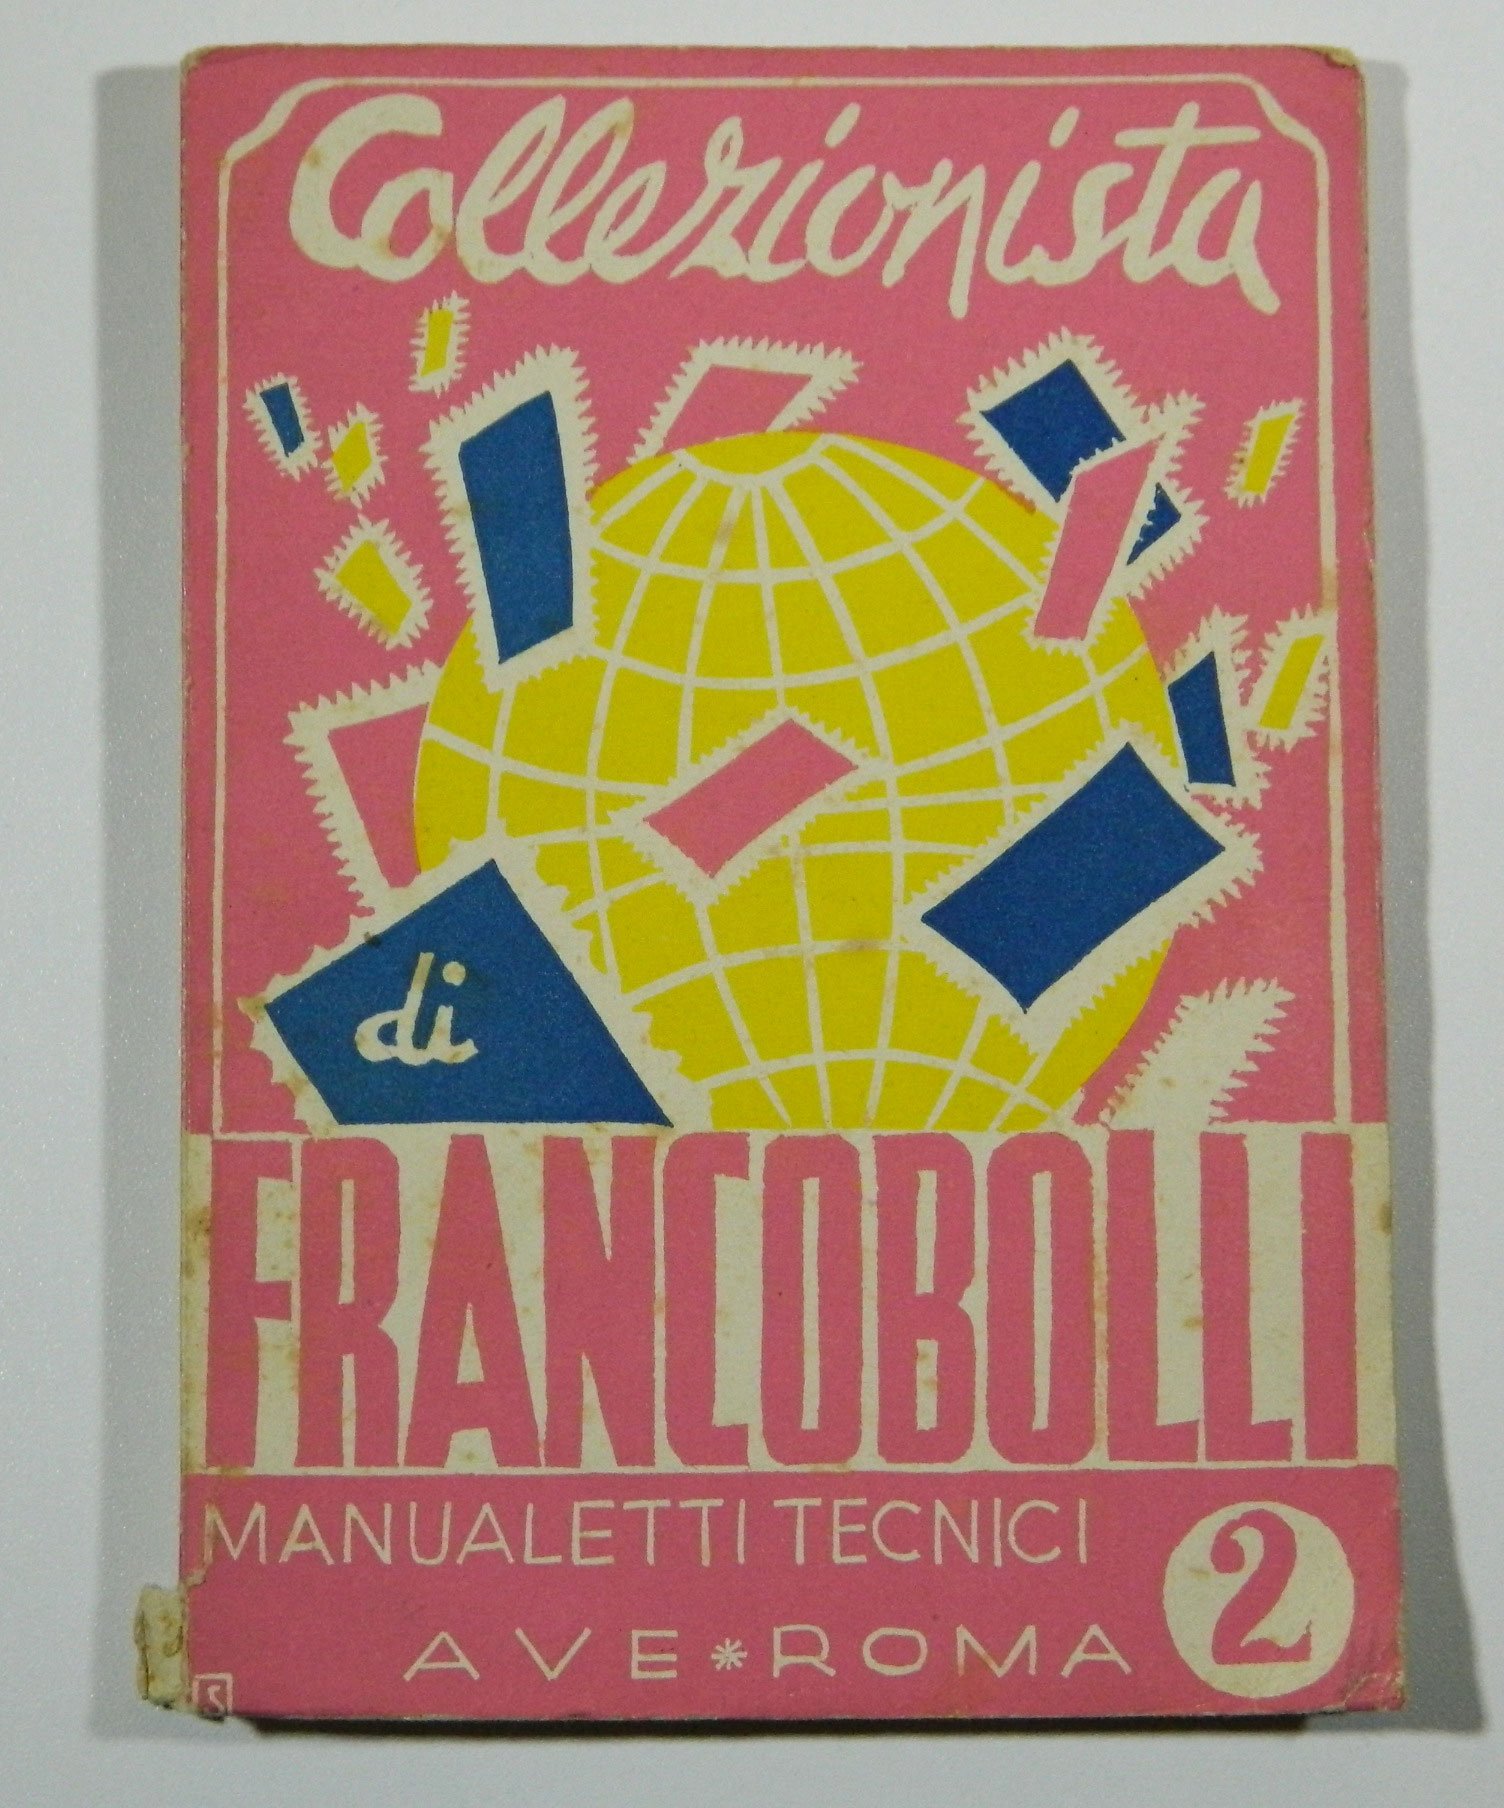 Collezionista
di
FRANCOBOLLI
MANUALETTI TECNICI
2
AVE * ROMA
S